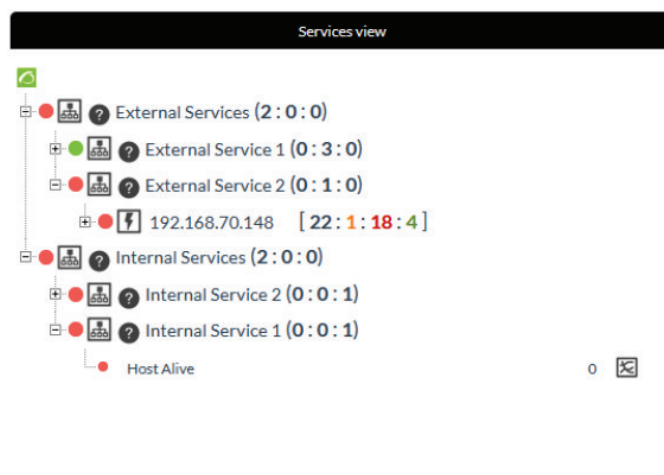 Services view
External Services (2 : 0 : 0)
External Service 1 (0 : 3 : 0)
External Service 2 (0 : 1 : 0)
192.168.70.148 [ 22 : 1 : 18 : 4 ]
Internal Services (2 : 0 : 0)
Internal Service 2 (0 : 0 : 1)
Internal Service 1 (0 : 0 : 1)
Host Alive 0